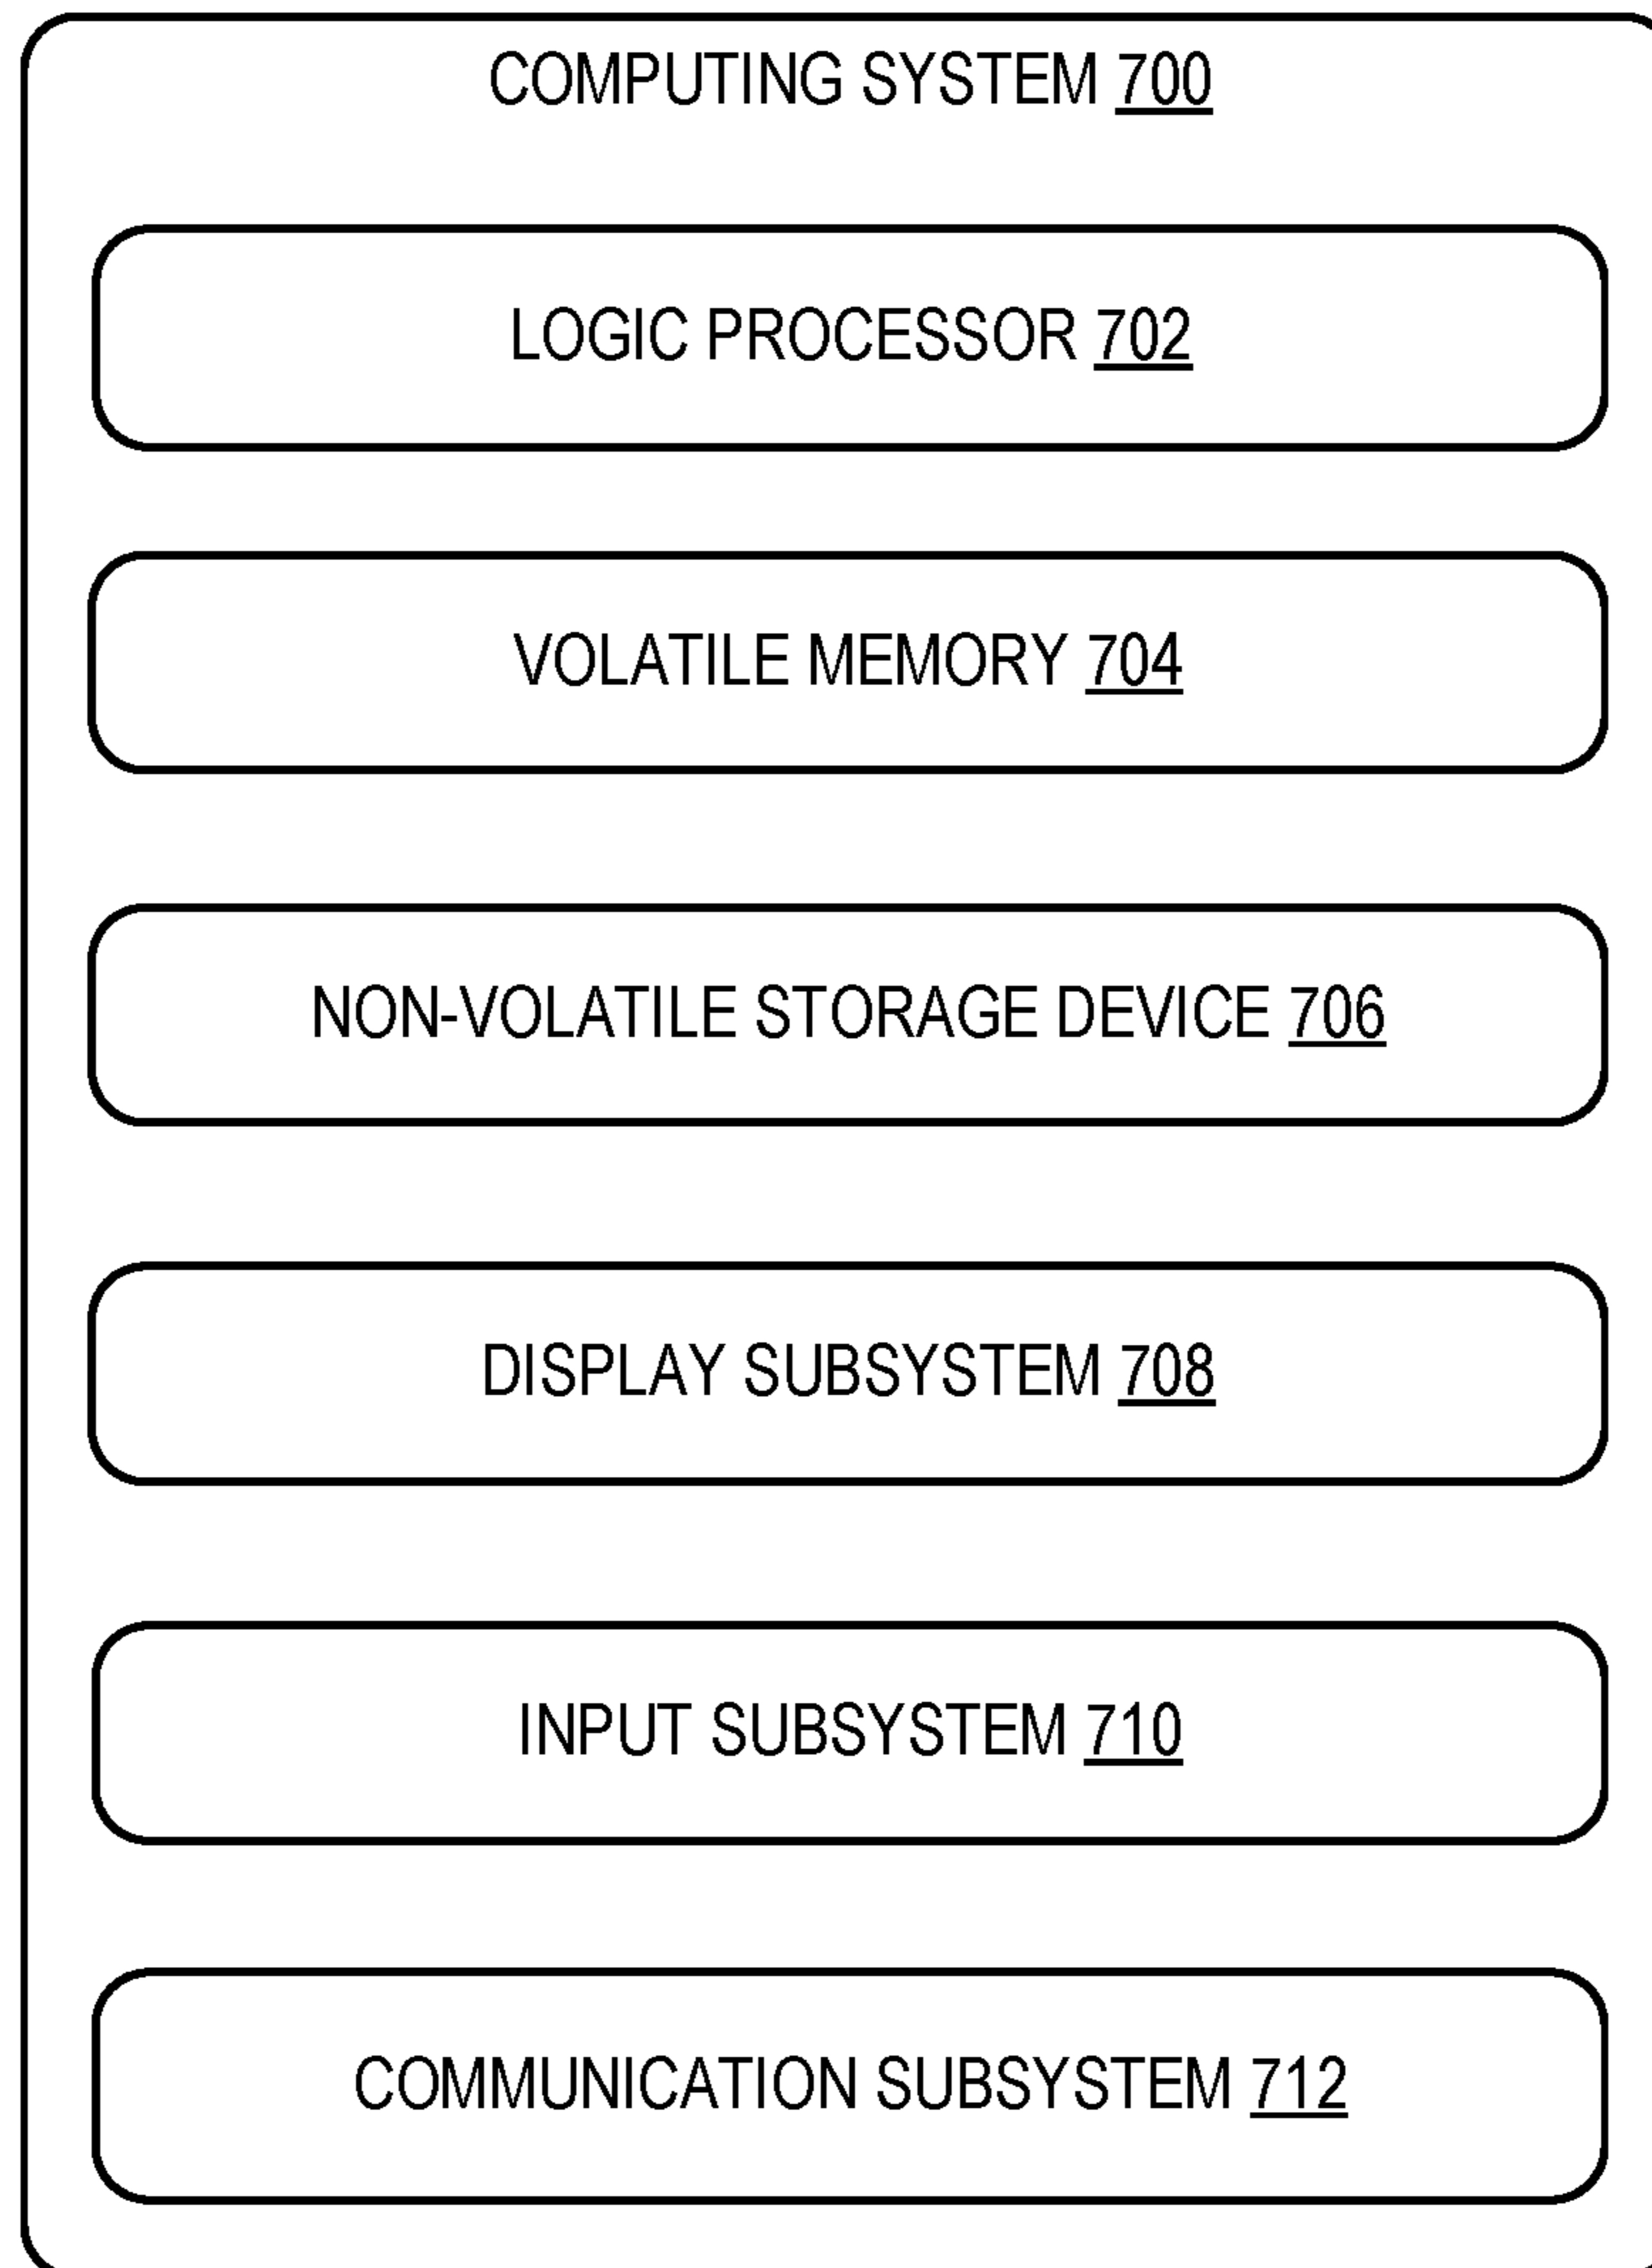 COMPUTING SYSTEM 700
LOGIC PROCESSOR 702
VOLATILE MEMORY 704
NON-VOLATILE STORAGE DEVICE 706
DISPLAY SUBSYSTEM 708
INPUT SUBSYSTEM 710
COMMUNICATION SUBSYSTEM 712